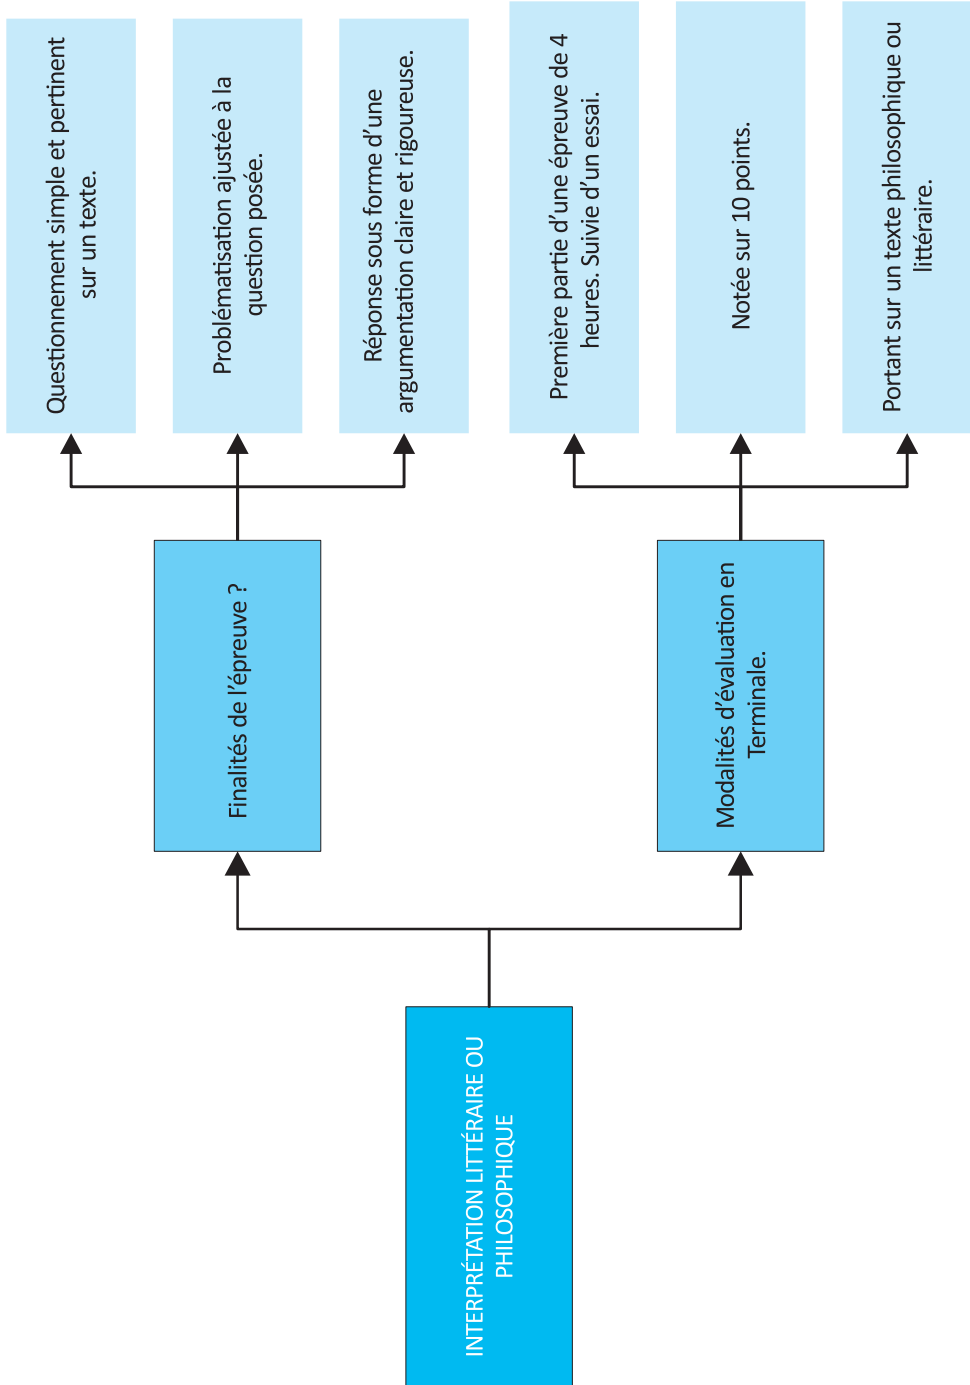 INTERPRÉTATION LITTÉRAIRE OU
PHILOSOPHIQUE
Finalités de l'épreuve ?
Questionnement simple et pertinent
sur un texte.
Problématisation ajustée à la
question posée.
Réponse sous forme d'une
argumentation claire et rigoureuse.
Modalités d'évaluation en
Terminale.
Première partie d'une épreuve de 4
heures. Suivie d'un essai.
Notée sur 10 points.
Portant sur un texte philosophique ou
littéraire.